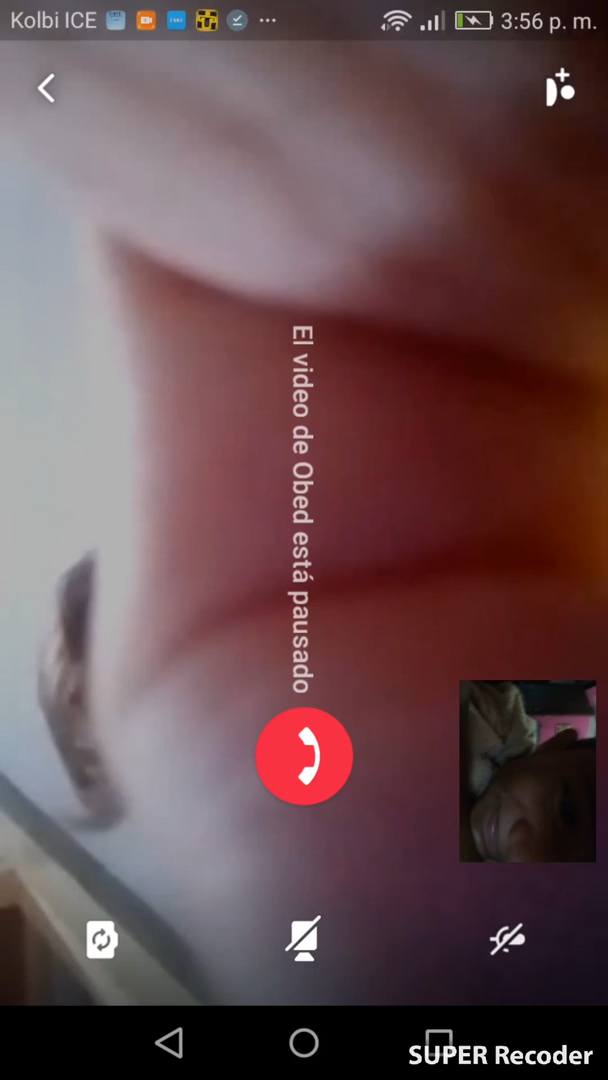 Kolbi ICE
3:56 p. m.
El video de Obed está pausado
SUPER Recoder